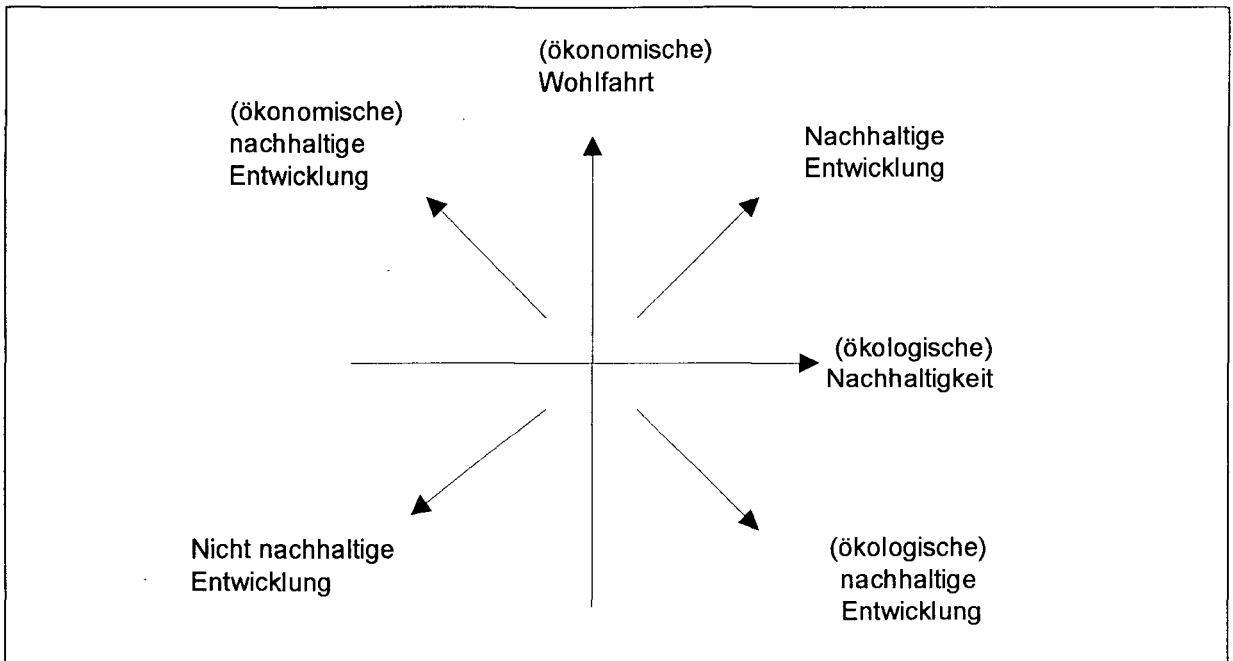 (ökonomische)
Wohlfahrt
(ökonomische)
nachhaltige
Entwicklung
Nachhaltige
Entwicklung
(ökologische)
Nachhaltigkeit
Nicht nachhaltige
Entwicklung
(ökologische)
nachhaltige
Entwicklung